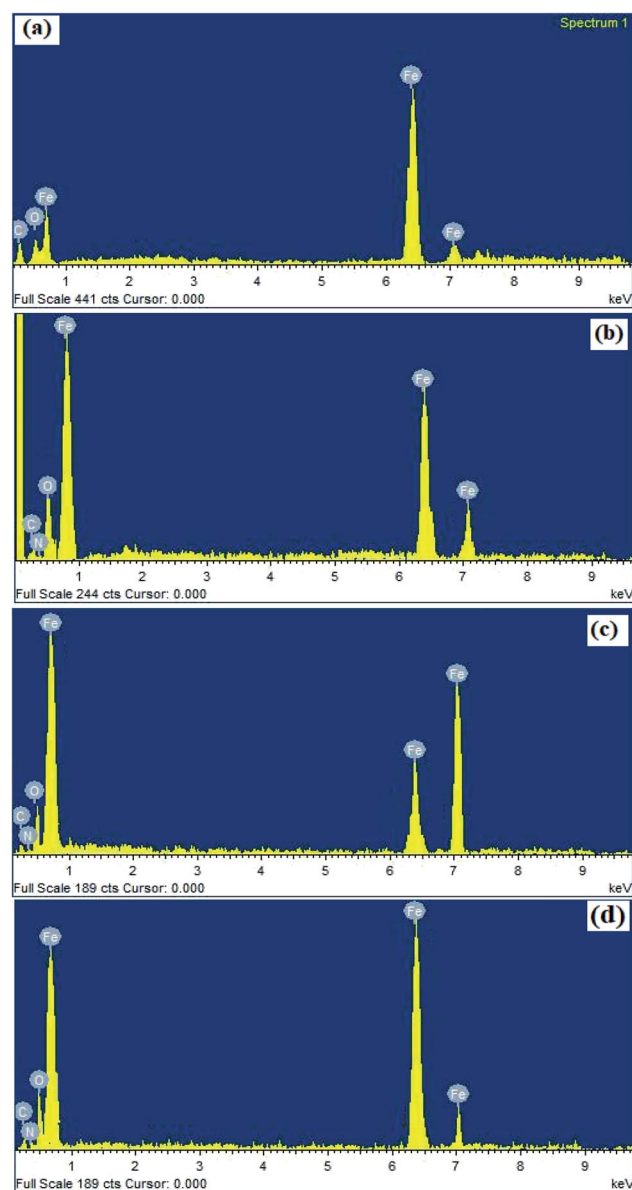 (a)
Spectrum 1
Fe
Fe
O
C
Fe
1 2 3 4 5 6 7 8 9
Full Scale 441 cts Cursor: 0.000 keV
(b)
Fe
Fe
O
Fe
C
N
1 2 3 4 5 6 7 8 9
Full Scale 244 cts Cursor: 0.000 keV
(c)
Fe
Fe
Fe
O
C
N
1 2 3 4 5 6 7 8 9
Full Scale 189 cts Cursor: 0.000 keV
(d)
Fe
Fe
O
Fe
C
N
1 2 3 4 5 6 7 8 9
Full Scale 189 cts Cursor: 0.000 keV